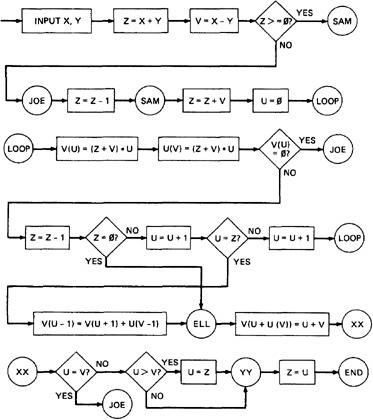 INPUT X, Y
Z = X + Y
V = X - Y
Z > = Ø?
YES
SAM
NO
JOE
Z = Z - 1
SAM
Z = Z + V
U = Ø
LOOP
LOOP
V(U) = (Z + V) * U
U(V) = (Z + V) * U
V(U) = Ø?
YES
JOE
NO
Z = Z - 1
Z = Ø?
NO
U = U + 1
U = Z?
NO
U = U + 1
LOOP
YES
YES
V(U - 1) = V(U + 1) + U(V - 1)
ELL
V(U + U (V)) = U + V
XX
XX
U = V?
NO
U > V?
YES
U = Z
YY
Z = U
END
YES
JOE
NO